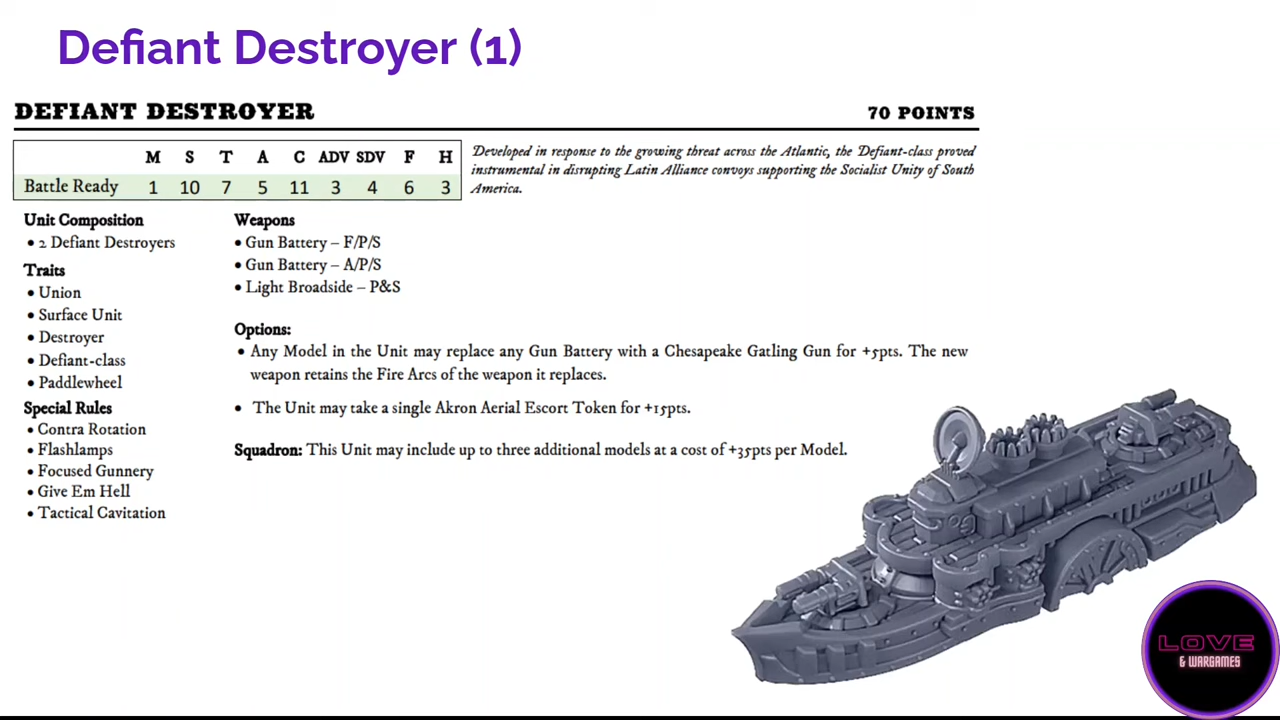 Defiant Destroyer (1)
DEFIANT DESTROYER
70 POINTS
M S T A C ADV SDV F H
Battle Ready 1 10 7 5 11 3 4 6 3
Developed in response to the growing threat across the Atlantic, the Defiant-class proved
instrumental in disrupting Latin Alliance convoys supporting the Socialist Unity of South
America.
Unit Composition
• 2 Defiant Destroyers
Traits
• Union
• Surface Unit
• Destroyer
• Defiant-class
• Paddlewheel
Special Rules
• Contra Rotation
• Flashlamps
• Focused Gunnery
• Give Em Hell
• Tactical Cavitation
Weapons
• Gun Battery – F/P/S
• Gun Battery – A/P/S
• Light Broadside – P&S
Options:
• Any Model in the Unit may replace any Gun Battery with a Chesapeake Gatling Gun for +5pts. The new
weapon retains the Fire Arcs of the weapon it replaces.
• The Unit may take a single Akron Aerial Escort Token for +15pts.
Squadron: This Unit may include up to three additional models at a cost of +35pts per Model.
LOVE
& WARGAMES